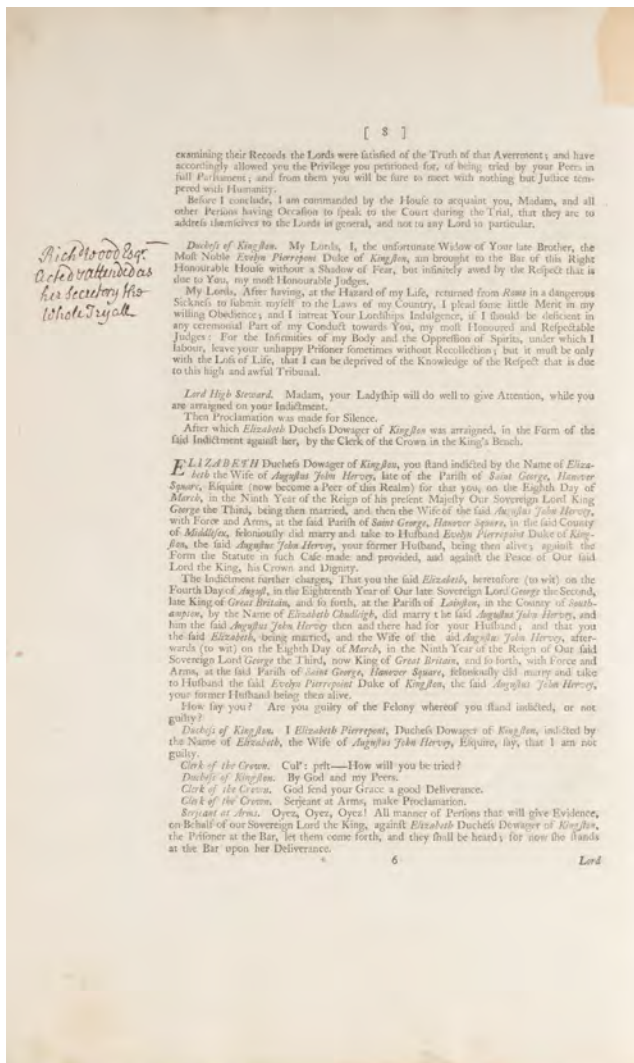 [ 8 ]
examining their Records the Lords were ſatisfied of the Truth of that Averrment; and have
accordingly allowed you the Privilege you petitioned for, of being tried by your Peers in
full Parliament; and from them you will be ſure to meet with nothing but Juſtice tem-
pered with Humanity.
Before I conclude, I am commanded by the Houſe to acquaint you, Madam, and all
other Perſons having Occaſion to ſpeak to the Court during the Trial, that they are to
addreſs themſelves to the Lords in general, and not to any Lord in particular.
Richd Wood Esqr.
acted & attended as
her Secretory the
Whole Tryall
Ducheſs of Kingſton. My Lords, I, the unfortunate Widow of Your late Brother, the
Moſt Noble Evelyn Pierrepont Duke of Kingſton, am brought to the Bar of this Right
Honourable Houſe without a Shadow of Fear, but infinitely awed by the Reſpect that is
due to You, my moſt Honourable Judges.
My Lords, After having, at the Hazard of my Life, returned from Rome in a dangerous
Sickneſs to ſubmit myſelf to the Laws of my Country, I plead ſome little Merit in my
willing Obedience; and I intreat Your Lordſhips Indulgence, if I ſhould be deficient in
any ceremonial Part of my Conduct towards You, my moſt Honoured and Reſpectable
Judges: For the Infirmities of my Body and the Oppreſſion of Spirits, under which I
labour, leave your unhappy Priſoner ſometimes without Recollection; but it muſt be only
with the Loſs of Life, that I can be deprived of the Knowledge of the Reſpect that is due
to this high and awful Tribunal.
Lord High Steward. Madam, your Ladyſhip will do well to give Attention, while you
are arraigned on your Indictment.
Then Proclamation was made for Silence.
After which Elizabeth Ducheſs Dowager of Kingſton was arraigned, in the Form of the
ſaid Indictment againſt her, by the Clerk of the Crown in the King's Bench.
ELIZABETH Ducheſs Dowager of Kingſton, you ſtand indicted by the Name of Eliza-
beth the Wife of Auguſtus John Hervey, late of the Pariſh of Saint George, Hanover
Square, Eſquire (now become a Peer of this Realm) for that you, on the Eighth Day of
March, in the Ninth Year of the Reign of his preſent Majeſty Our Sovereign Lord King
George the Third, being then married, and then the Wife of the ſaid Auguſtus John Hervey,
with Force and Arms, at the ſaid Pariſh of Saint George, Hanover Square, in the ſaid County
of Middleſex, feloniouſly did marry and take to Huſband Evelyn Pierrepoint Duke of King-
ſton, the ſaid Auguſtus John Hervey, your former Huſband, being then alive; againſt the
Form the Statute in ſuch Caſe made and provided, and againſt the Peace of Our ſaid
Lord the King, his Crown and Dignity.
The Indictment further charges, That you the ſaid Elizabeth, heretofore (to wit) on the
Fourth Day of Auguſt, in the Eighteenth Year of Our late Sovereign Lord George the Second,
late King of Great Britain, and ſo forth, at the Pariſh of Lainſton, in the County of South-
ampton, by the Name of Elizabeth Chudleigh, did marry the ſaid Auguſtus John Hervey, and
him the ſaid Auguſtus John Hervey then and there had for your Huſband; and that you
the ſaid Elizabeth, being married, and the Wife of the aid Auguſtus John Hervey, after-
wards (to wit) on the Eighth Day of March, in the Ninth Year of the Reign of Our ſaid
Sovereign Lord George the Third, now King of Great Britain, and ſo forth, with Force and
Arms, at the ſaid Pariſh of Saint George, Hanover Square, feloniouſly did marry and take
to Huſband the ſaid Evelyn Pierrepoint Duke of Kingſton, the ſaid Auguſtus John Hervey,
your former Huſband being then alive.
How ſay you? Are you guilty of the Felony whereof you ſtand indicted, or not
guilty?
Ducheſs of Kingſton. I Elizabeth Pierrepont, Ducheſs Dowager of Kingſton, indicted by
the Name of Elizabeth, the Wife of Auguſtus John Hervey, Eſquire, ſay, that I am not
guilty.
Clerk of the Crown. Cul': prît——How will you be tried?
Ducheſs of Kingſton. By God and my Peers.
Clerk of the Crown. God ſend your Grace a good Deliverance.
Clerk of the Crown. Serjeant at Arms, make Proclamation.
Serjeant at Arms. Oyez, Oyez, Oyez! All manner of Perſons that will give Evidence,
on Behalf of our Sovereign Lord the King, againſt Elizabeth Ducheſs Dowager of Kingſton,
the Priſoner at the Bar, let them come forth, and they ſhall be heard; for now ſhe ſtands
at the Bar upon her Deliverance.
* 6 Lord